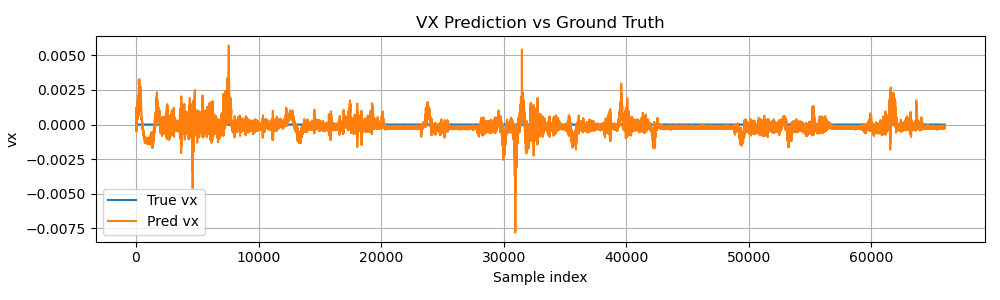 VX Prediction vs Ground Truth
0.0050
0.0025
0.0000
−0.0025
−0.0050
−0.0075
vx
True vx
Pred vx
0 10000 20000 30000 40000 50000 60000
Sample index